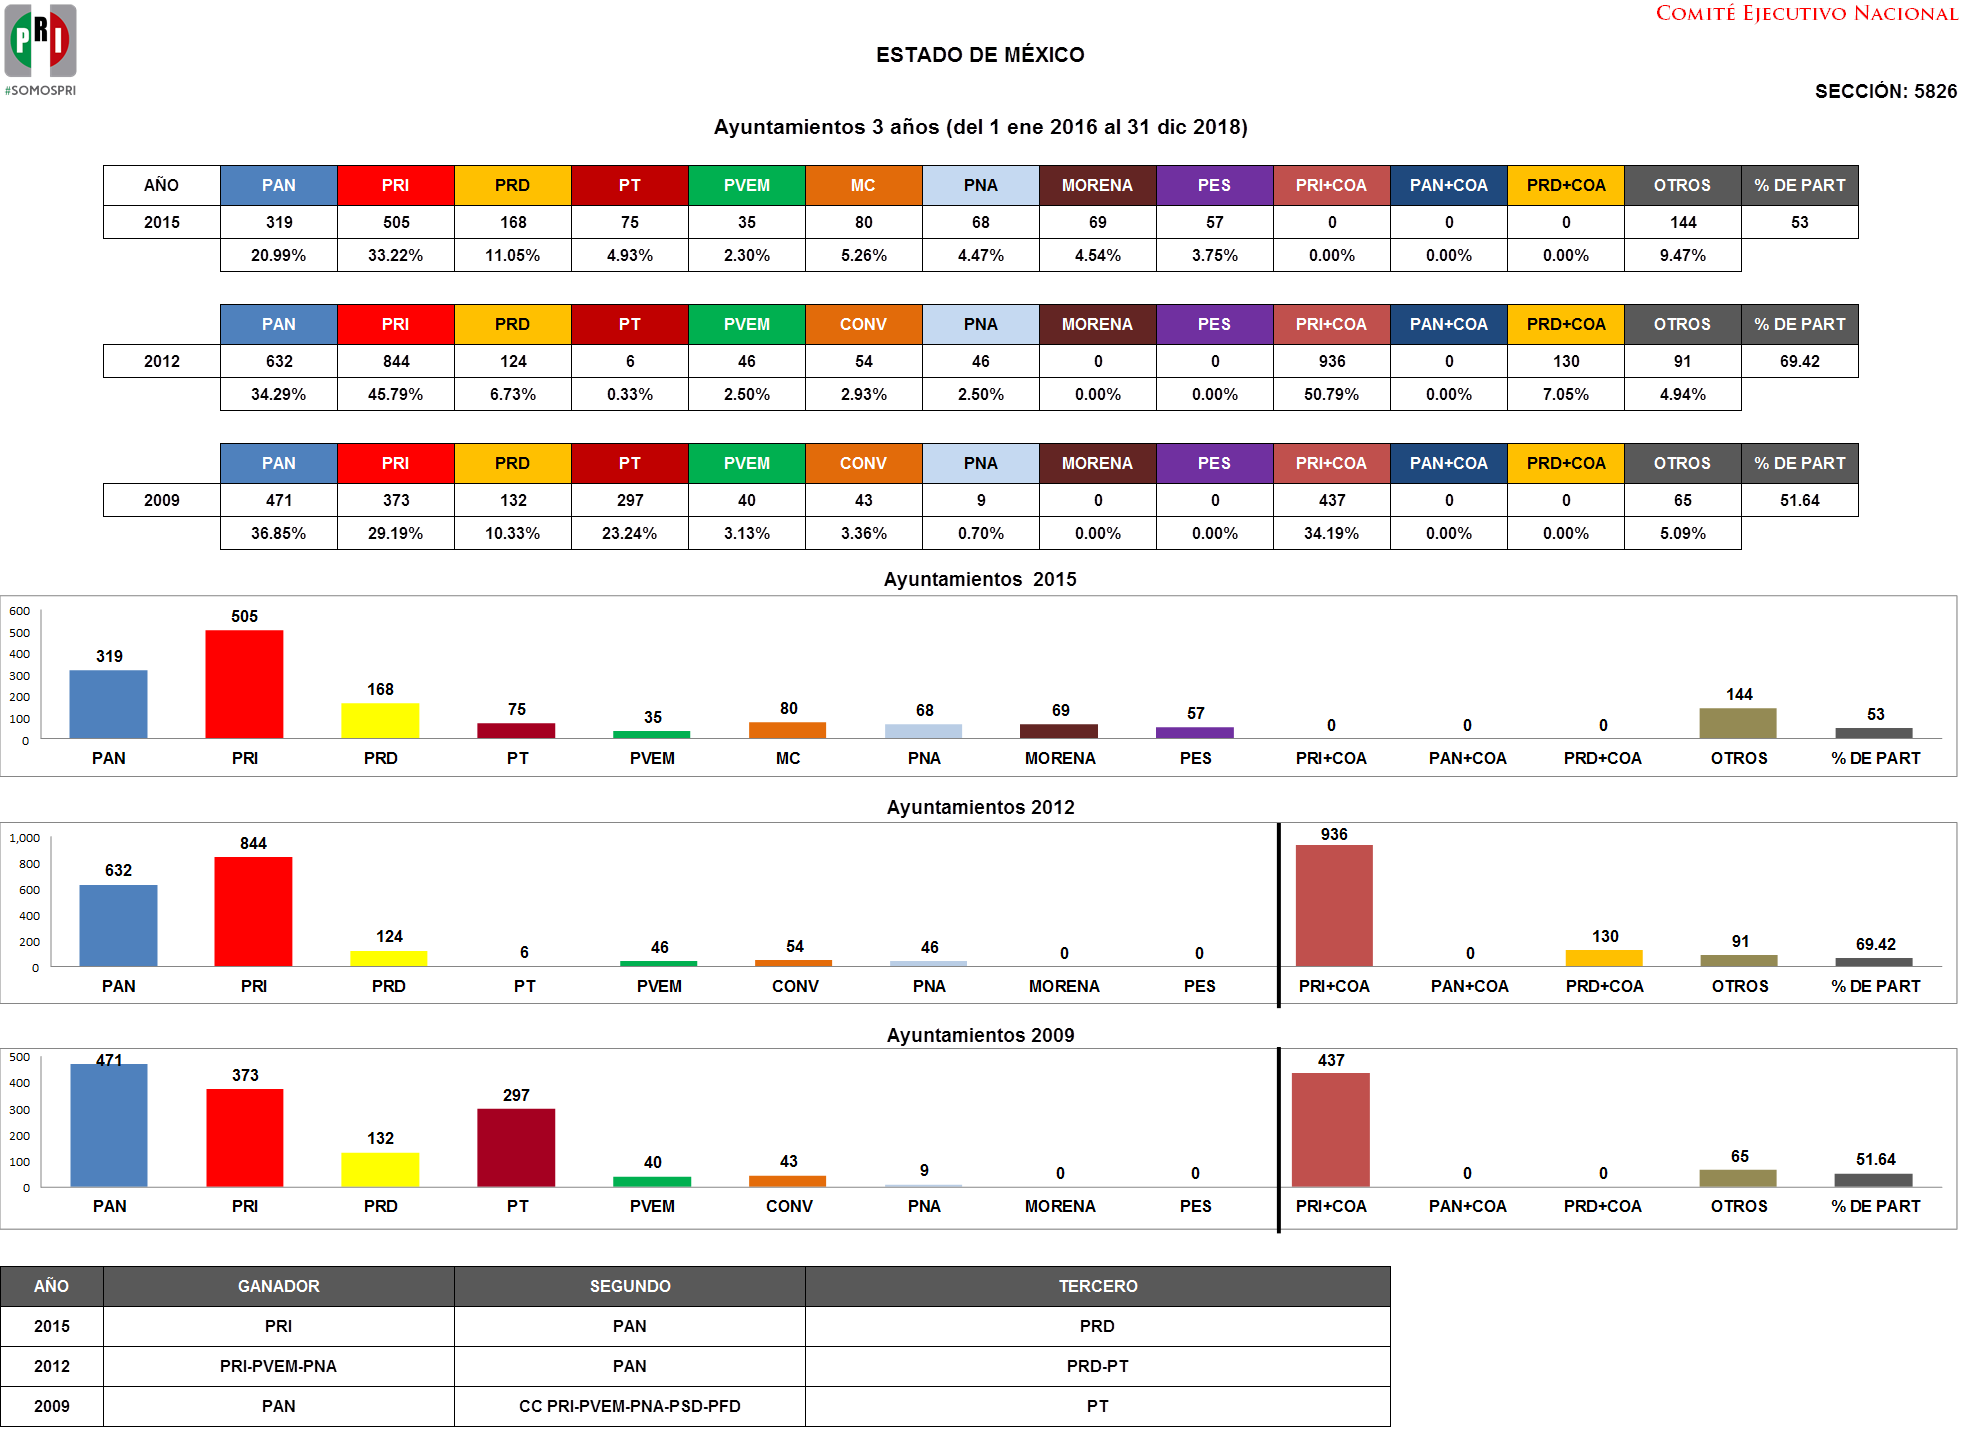 PRI
#SOMOSPRI
COMITÉ EJECUTIVO NACIONAL
ESTADO DE MÉXICO
SECCIÓN: 5826
Ayuntamientos 3 años (del 1 ene 2016 al 31 dic 2018)
AÑO PAN PRI PRD PT PVEM MC PNA MORENA PES PRI+COA PAN+COA PRD+COA OTROS % DE PART
2015 319 505 168 75 35 80 68 69 57 0 0 0 144 53
20.99% 33.22% 11.05% 4.93% 2.30% 5.26% 4.47% 4.54% 3.75% 0.00% 0.00% 0.00% 9.47%
PAN PRI PRD PT PVEM CONV PNA MORENA PES PRI+COA PAN+COA PRD+COA OTROS % DE PART
2012 632 844 124 6 46 54 46 0 0 936 0 130 91 69.42
34.29% 45.79% 6.73% 0.33% 2.50% 2.93% 2.50% 0.00% 0.00% 50.79% 0.00% 7.05% 4.94%
PAN PRI PRD PT PVEM CONV PNA MORENA PES PRI+COA PAN+COA PRD+COA OTROS % DE PART
2009 471 373 132 297 40 43 9 0 0 437 0 0 65 51.64
36.85% 29.19% 10.33% 23.24% 3.13% 3.36% 0.70% 0.00% 0.00% 34.19% 0.00% 0.00% 5.09%
Ayuntamientos 2015
600
500
400
300
200
100
0
319 505 168 75 35 80 68 69 57 0 0 0 144 53
PAN PRI PRD PT PVEM MC PNA MORENA PES PRI+COA PAN+COA PRD+COA OTROS % DE PART
Ayuntamientos 2012
1,000
800
600
400
200
0
632 844 124 6 46 54 46 0 0 936 0 130 91 69.42
PAN PRI PRD PT PVEM CONV PNA MORENA PES PRI+COA PAN+COA PRD+COA OTROS % DE PART
Ayuntamientos 2009
500
400
300
200
100
0
471 373 132 297 40 43 9 0 0 437 0 0 65 51.64
PAN PRI PRD PT PVEM CONV PNA MORENA PES PRI+COA PAN+COA PRD+COA OTROS % DE PART
AÑO GANADOR SEGUNDO TERCERO
2015 PRI PAN PRD
2012 PRI-PVEM-PNA PAN PRD-PT
2009 PAN CC PRI-PVEM-PNA-PSD-PFD PT